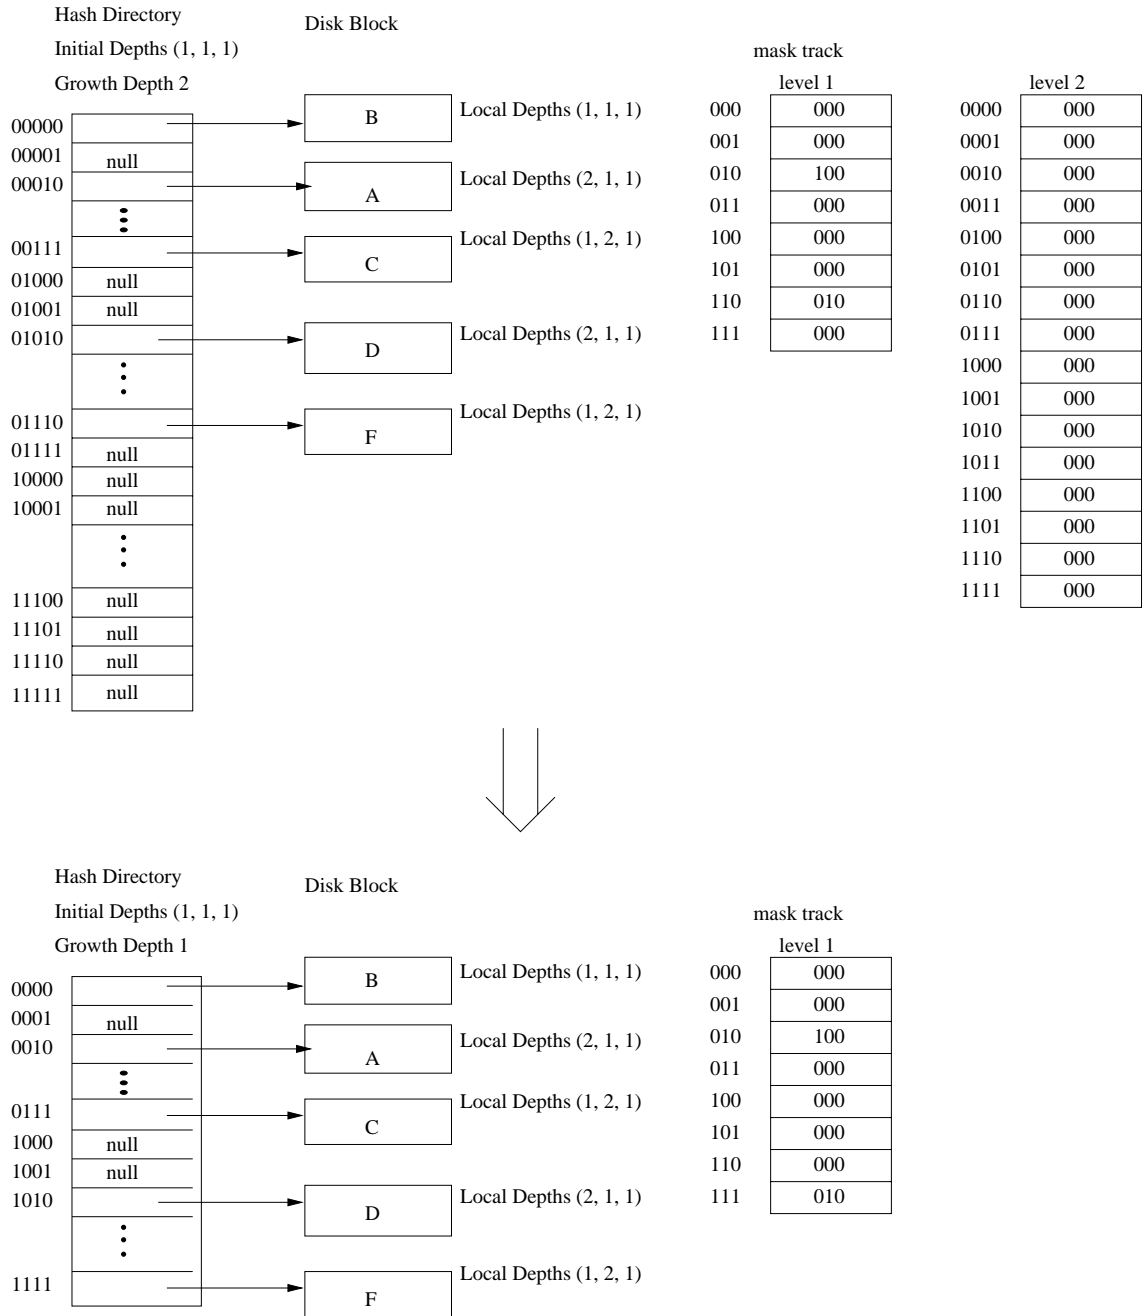 Hash Directory
Initial Depths (1, 1, 1)
Growth Depth 2
Disk Block
00000
00001 null
00010
00111
01000 null
01001 null
01010
01110
01111 null
10000 null
10001 null
11100 null
11101 null
11110 null
11111 null
B Local Depths (1, 1, 1)
A Local Depths (2, 1, 1)
C Local Depths (1, 2, 1)
D Local Depths (2, 1, 1)
F Local Depths (1, 2, 1)
mask track
level 1
000 000
001 000
010 100
011 000
100 000
101 000
110 010
111 000
level 2
0000 000
0001 000
0010 000
0011 000
0100 000
0101 000
0110 000
0111 000
1000 000
1001 000
1010 000
1011 000
1100 000
1101 000
1110 000
1111 000
Hash Directory
Initial Depths (1, 1, 1)
Growth Depth 1
Disk Block
0000
0001 null
0010
0111
1000 null
1001 null
1010
1111
B Local Depths (1, 1, 1)
A Local Depths (2, 1, 1)
C Local Depths (1, 2, 1)
D Local Depths (2, 1, 1)
F Local Depths (1, 2, 1)
mask track
level 1
000 000
001 000
010 100
011 000
100 000
101 000
110 000
111 010